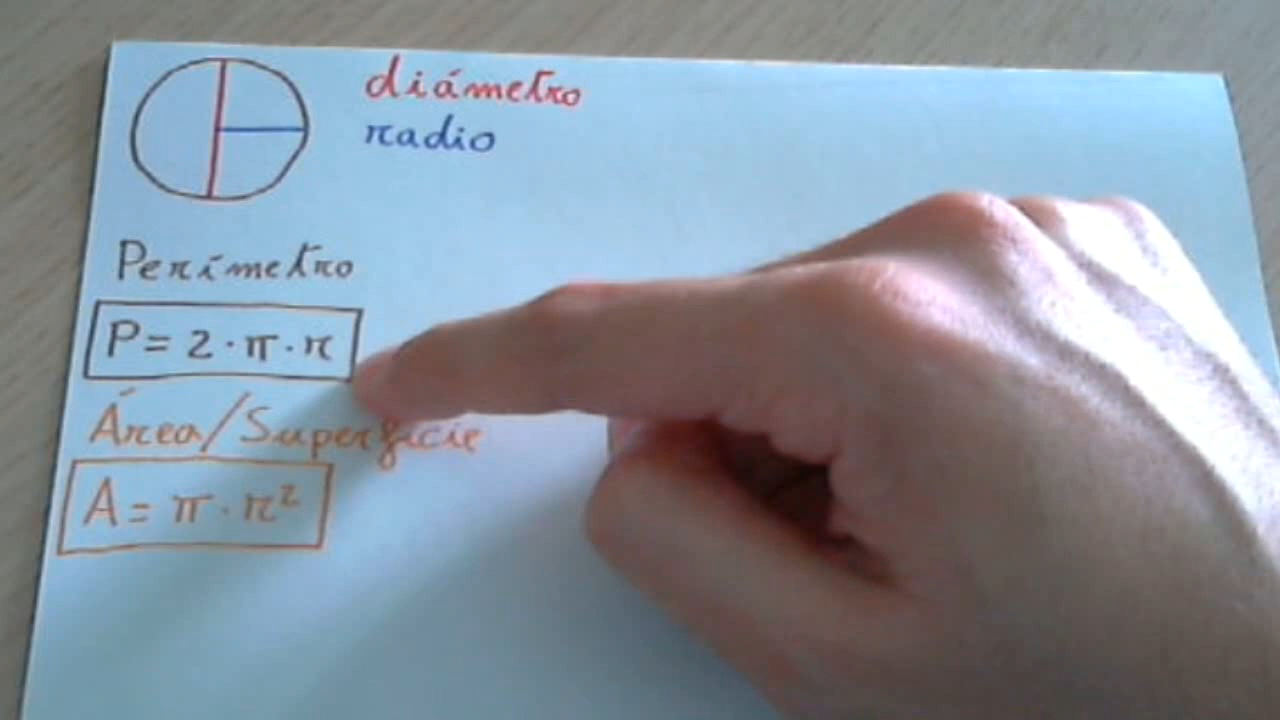 diámetro
radio
Perímetro
P = 2 · π · r
Área/Superficie
A = π · r²